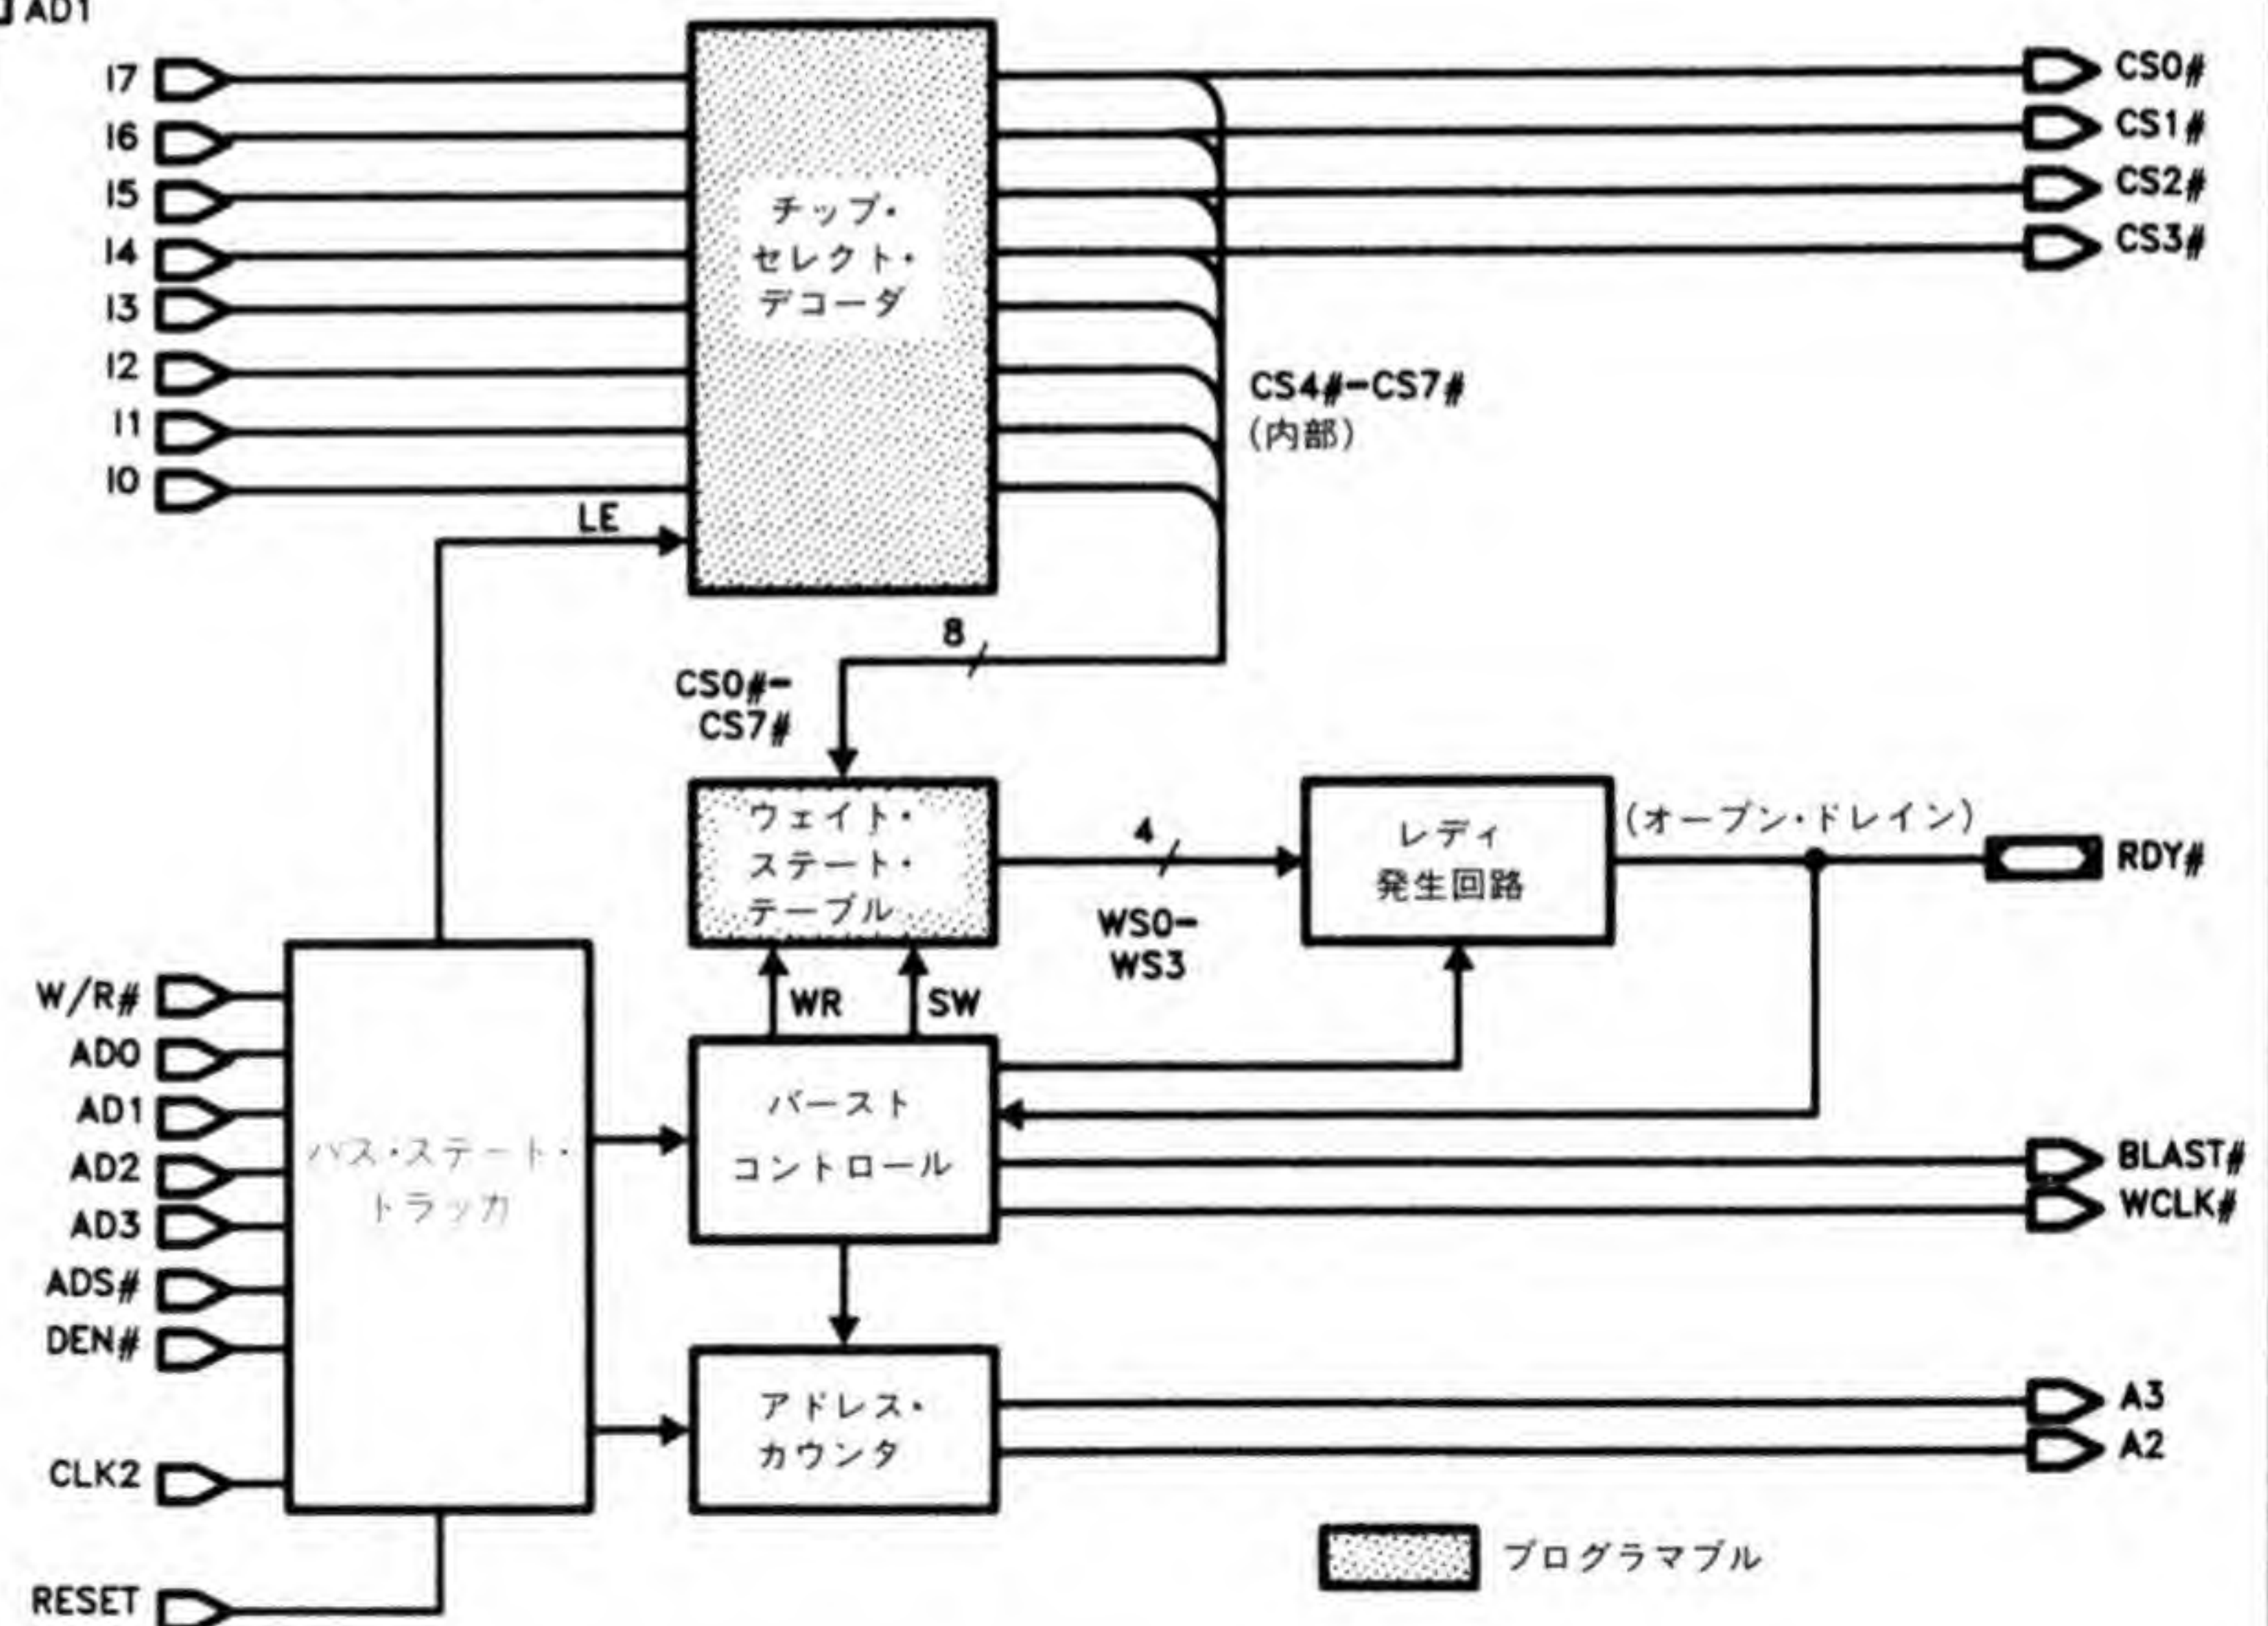 AD1
I7
I6
I5
I4
I3
I2
I1
I0
LE
チップ・
セレクト・
デコーダ
CS0#
CS1#
CS2#
CS3#
CS4#-CS7#
(内部)
8
CS0#-
CS7#
ウェイト・
ステート・
テーブル
4
WS0-
WS3
レディ
発生回路
(オープン・ドレイン)
RDY#
WR
SW
W/R#
AD0
AD1
AD2
AD3
ADS#
DEN#
CLK2
RESET
バス・ステート・
トラッカ
バースト
コントロール
BLAST#
WCLK#
アドレス・
カウンタ
A3
A2
プログラマブル